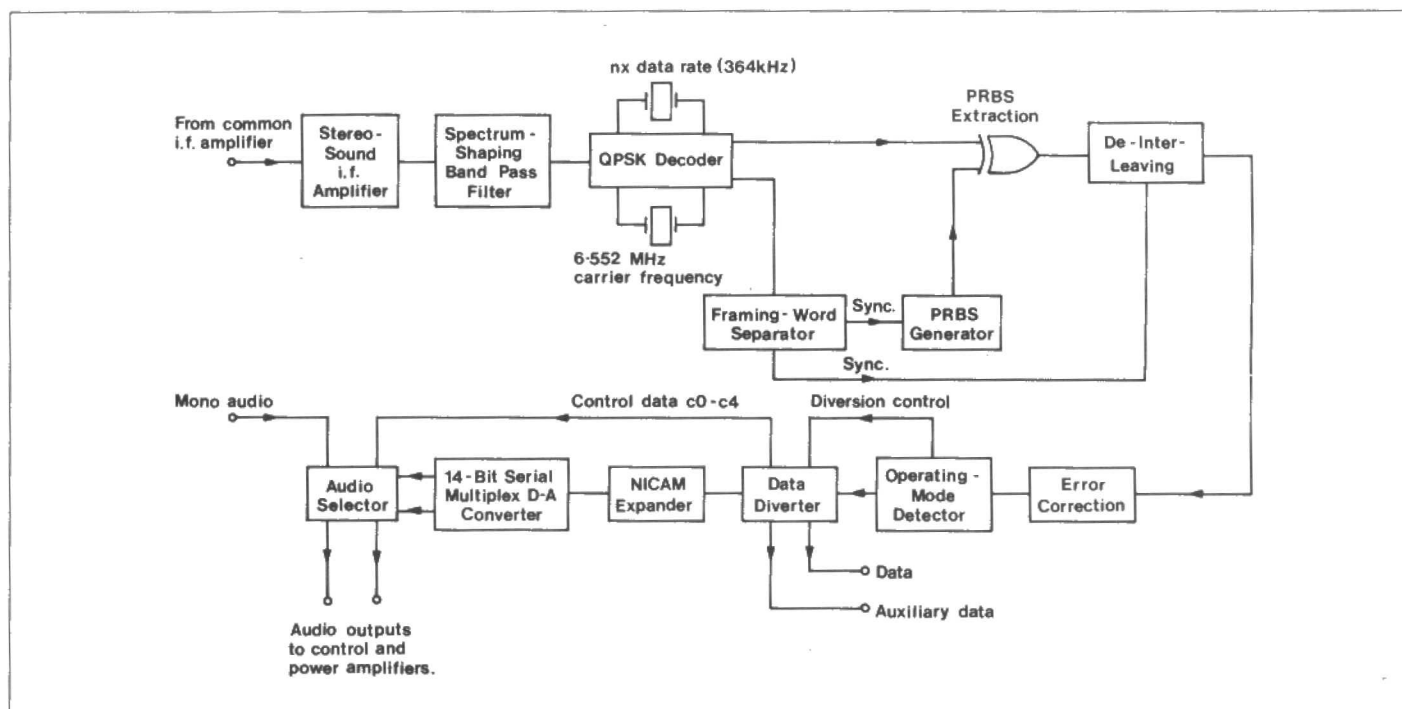 nx data rate (364kHz)
PRBS
Extraction
From common
i.f. amplifier
Stereo-
Sound
i.f.
Amplifier
Spectrum-
Shaping
Band Pass
Filter
QPSK Decoder
De-Inter-
Leaving
6·552 MHz
carrier frequency
Framing-Word
Separator
Sync.
PRBS
Generator
Sync.
Mono audio
Control data c0-c4
Diversion control
Audio
Selector
14-Bit Serial
Multiplex D-A
Converter
NICAM
Expander
Data
Diverter
Operating-
Mode
Detector
Error
Correction
Data
Auxiliary data
Audio outputs
to control and
power amplifiers.